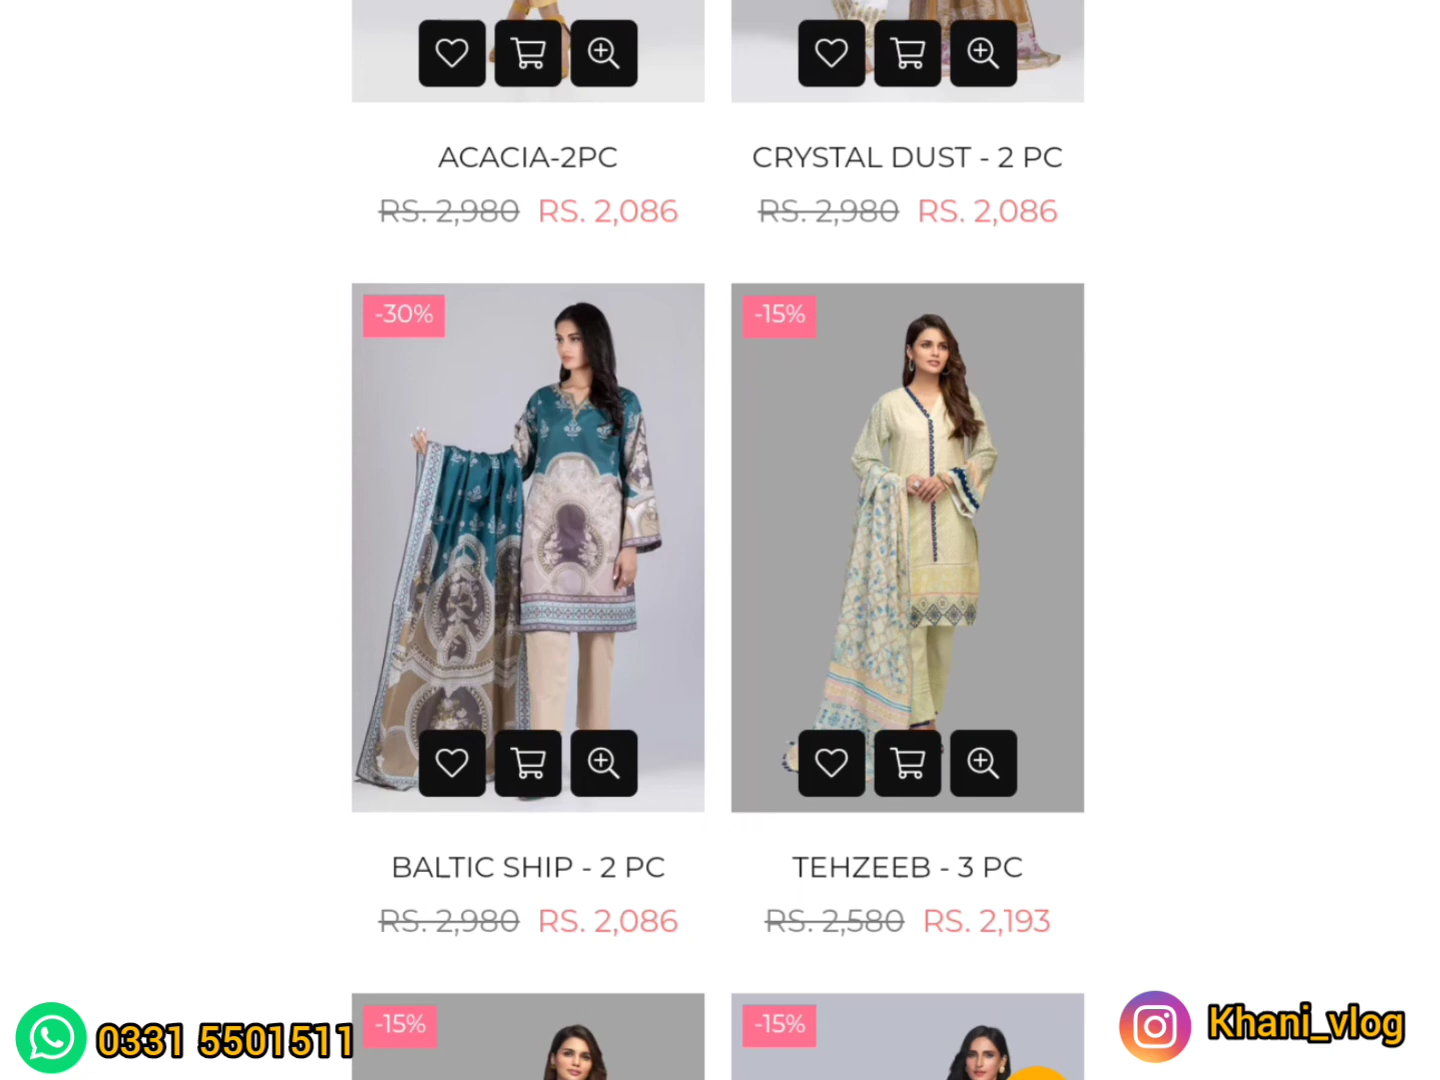 ACACIA-2PC
CRYSTAL DUST - 2 PC
RS. 2,980 RS. 2,086
RS. 2,980 RS. 2,086
-30%
-15%
BALTIC SHIP - 2 PC
TEHZEEB - 3 PC
RS. 2,980 RS. 2,086
RS. 2,580 RS. 2,193
-15%
-15%
0331 5501511
Khani_vlog